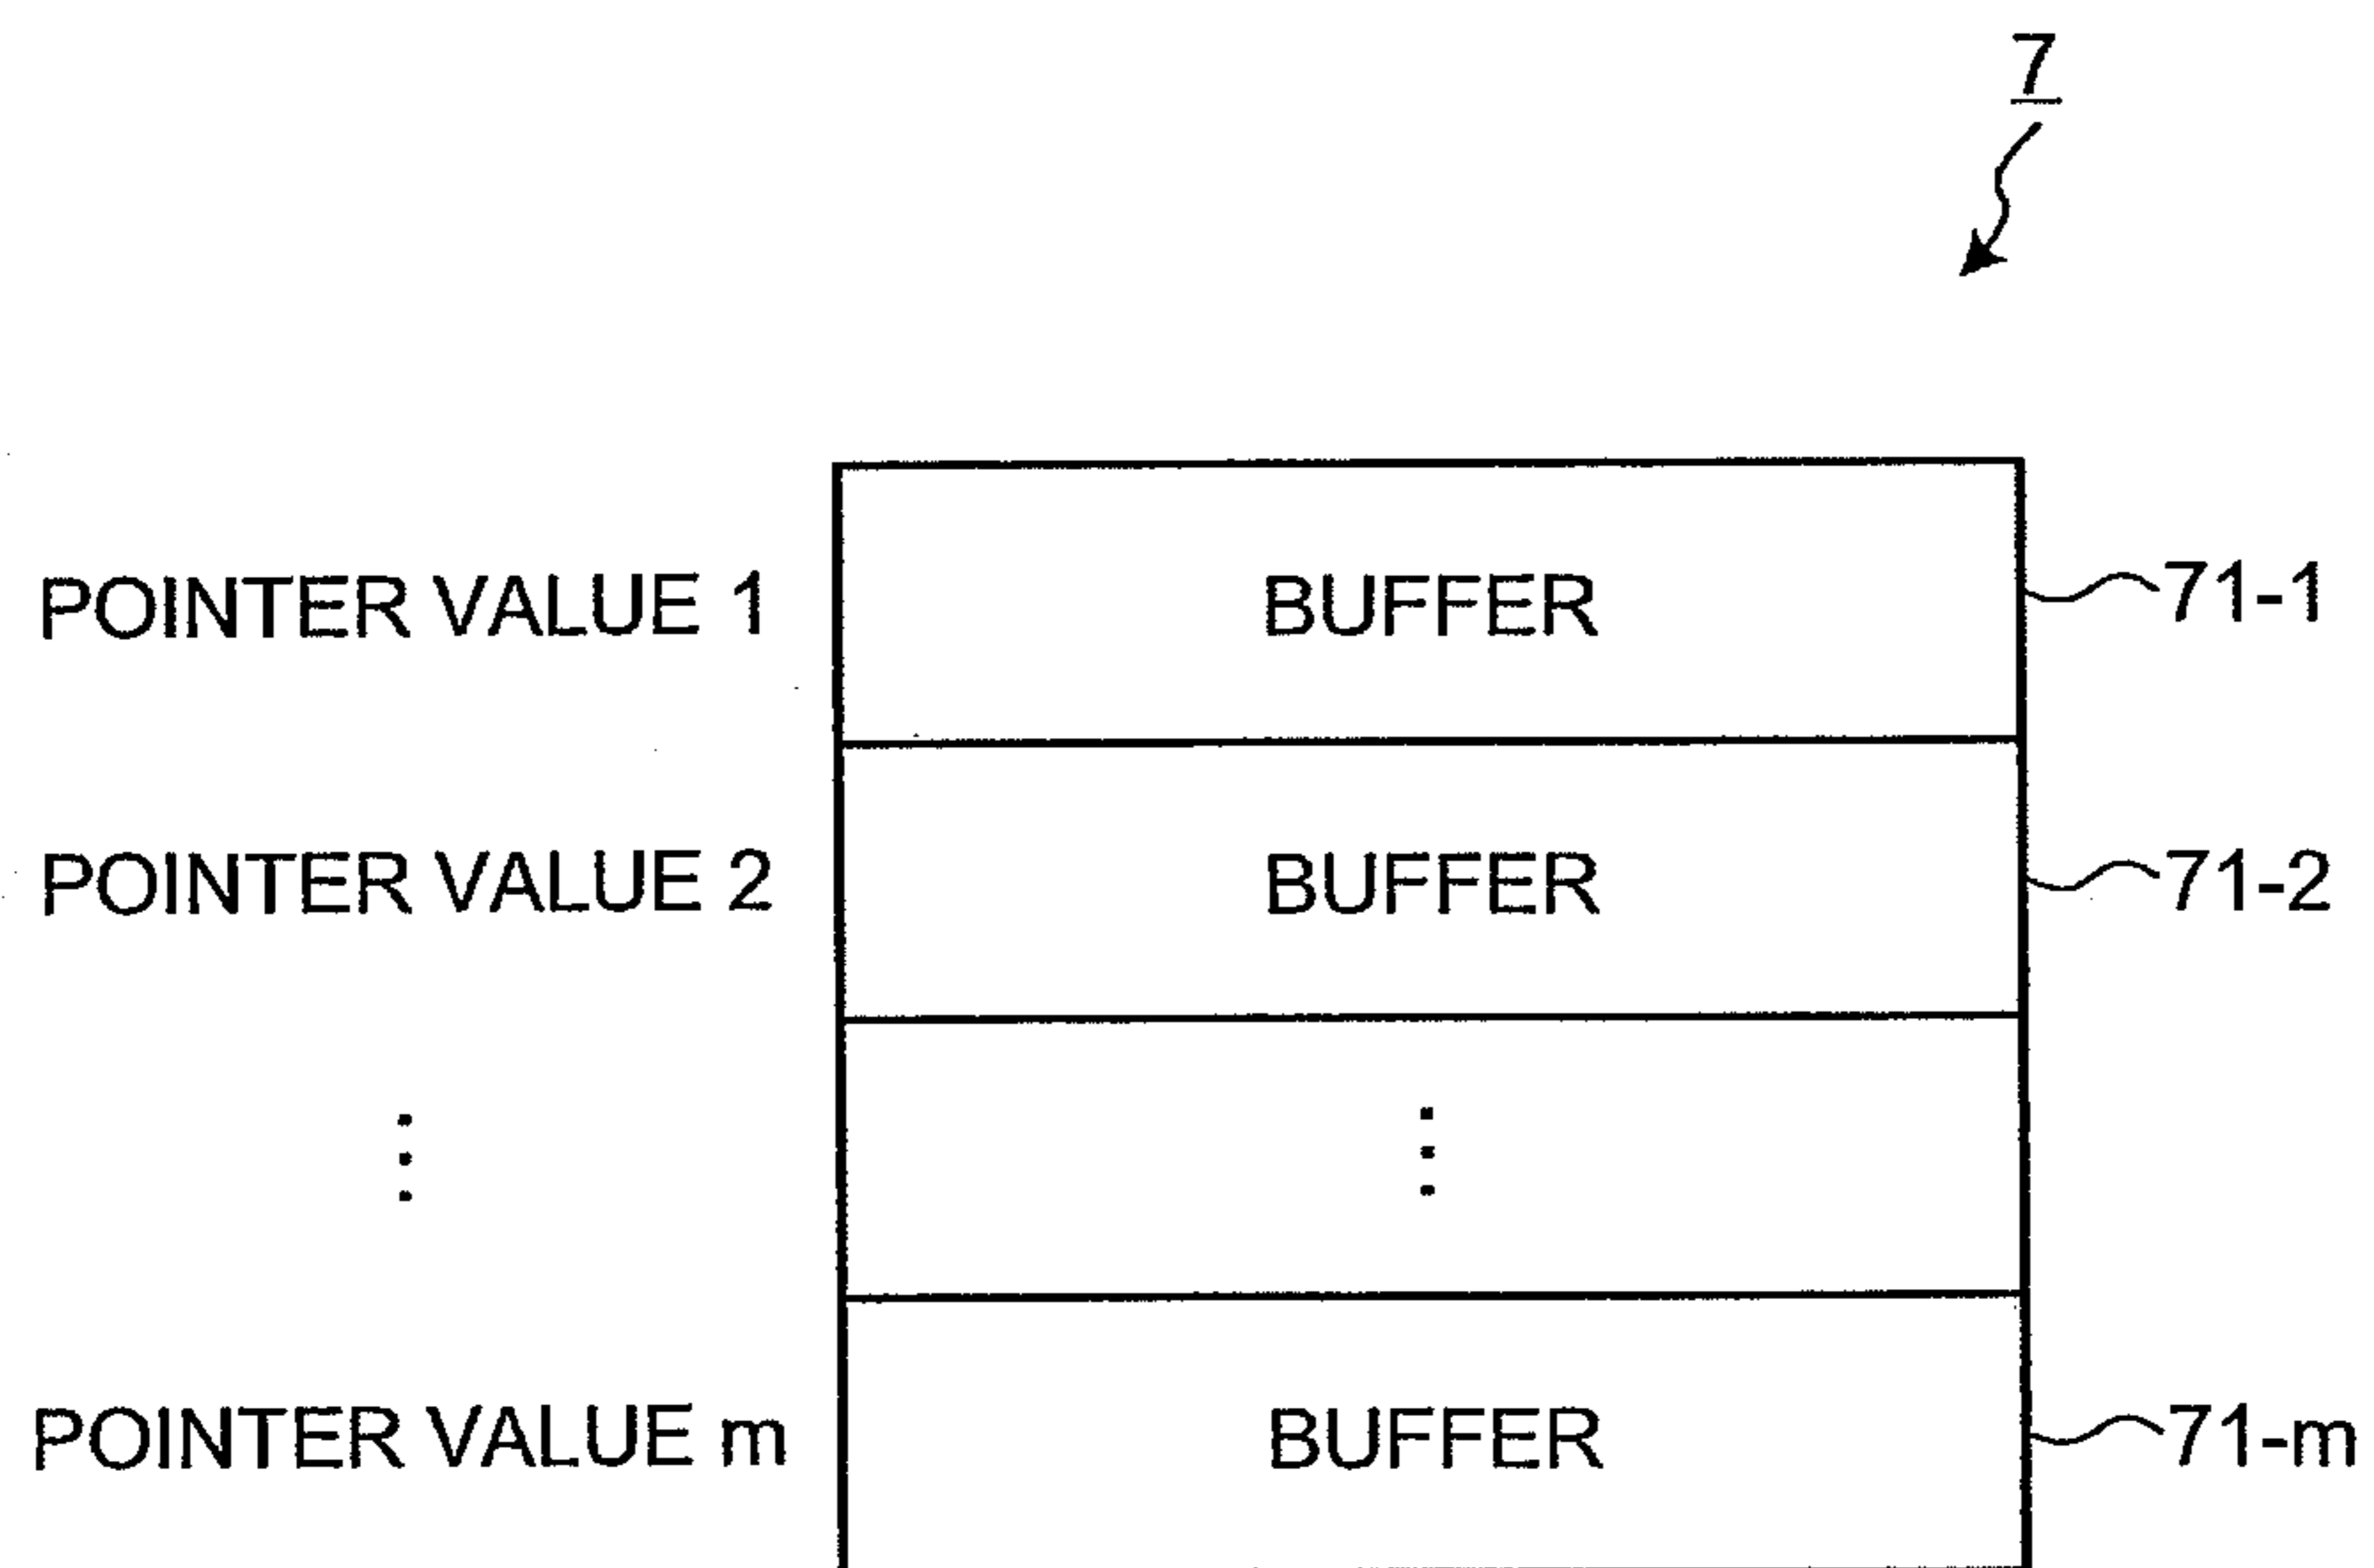 7
POINTER VALUE 1 BUFFER 71-1
POINTER VALUE 2 BUFFER 71-2
POINTER VALUE m BUFFER 71-m